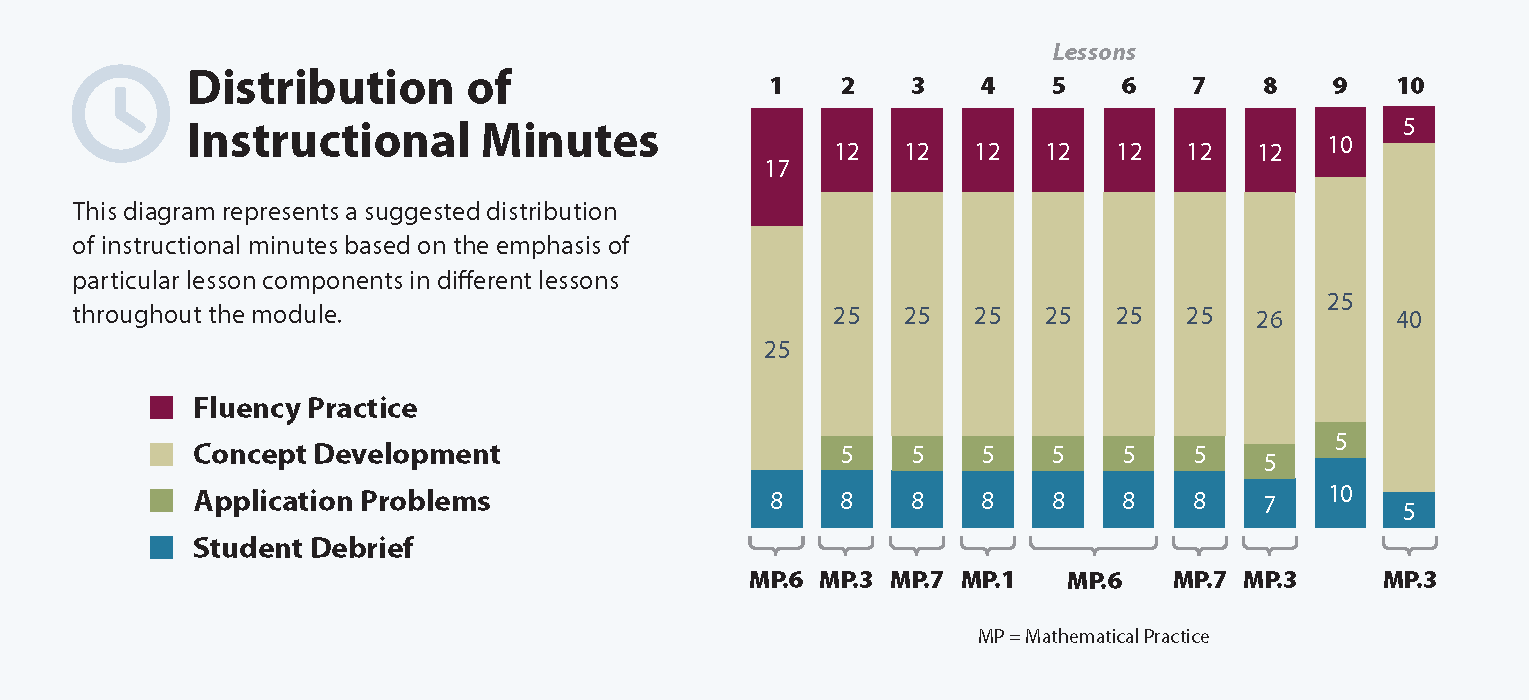 Distribution of
Instructional Minutes
This diagram represents a suggested distribution
of instructional minutes based on the emphasis of
particular lesson components in different lessons
throughout the module.
Fluency Practice
Concept Development
Application Problems
Student Debrief
Lessons
1 2 3 4 5 6 7 8 9 10
17 12 12 12 12 12 12 12 10 5
25 25 25 25 25 25 25 26 25 40
5 5 5 5 5 5 5 5
8 8 8 8 8 8 8 7 10 5
MP.6 MP.3 MP.7 MP.1 MP.6 MP.7 MP.3 MP.3
MP = Mathematical Practice